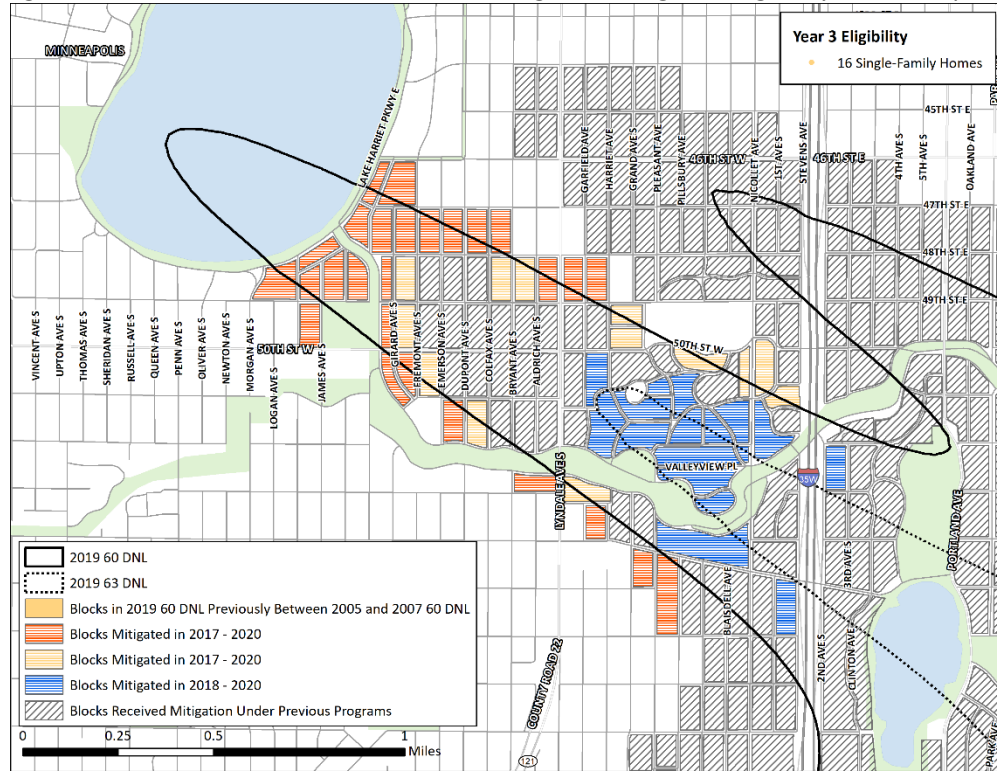 MINNEAPOLIS
Year 3 Eligibility
16 Single-Family Homes
LAKE HARRIET PKWY E
45TH ST E
GARFIELD AVE
HARRIET AVE
GRAND AVE S
PLEASANT AVE
PILLSBURY AVE
46TH ST W
NICOLLET AVE
1ST AVE S
STEVENS AVE
46TH ST E
4TH AVE S
5TH AVE S
OAKLAND AVE
47TH ST E
48TH ST E
49TH ST E
VINCENT AVE S
UPTON AVE S
THOMAS AVE S
SHERIDAN AVE S
RUSSELL AVE S
QUEEN AVE S
PENN AVE S
OLIVER AVE S
NEWTON AVE S
MORGAN AVE S
50TH ST W
LOGAN AVE S
JAMES AVE S
GIRARD AVE S
FREMONT AVE S
EMERSON AVE S
DUPONT AVE S
COLFAX AVE S
BRYANT AVE S
ALDRICH AVE S
50TH ST W
VALLEY VIEW PL
LYNDALE AVE S
35W
PORTLAND AVE
3RD AVE S
BLAISDELL AVE
2ND AVE S
CLINTON AVE
PARK AVE
COUNTY ROAD 22
121
2019 60 DNL
2019 63 DNL
Blocks in 2019 60 DNL Previously Between 2005 and 2007 60 DNL
Blocks Mitigated in 2017 - 2020
Blocks Mitigated in 2017 - 2020
Blocks Mitigated in 2018 - 2020
Blocks Received Mitigation Under Previous Programs
0 0.25 0.5 1
Miles